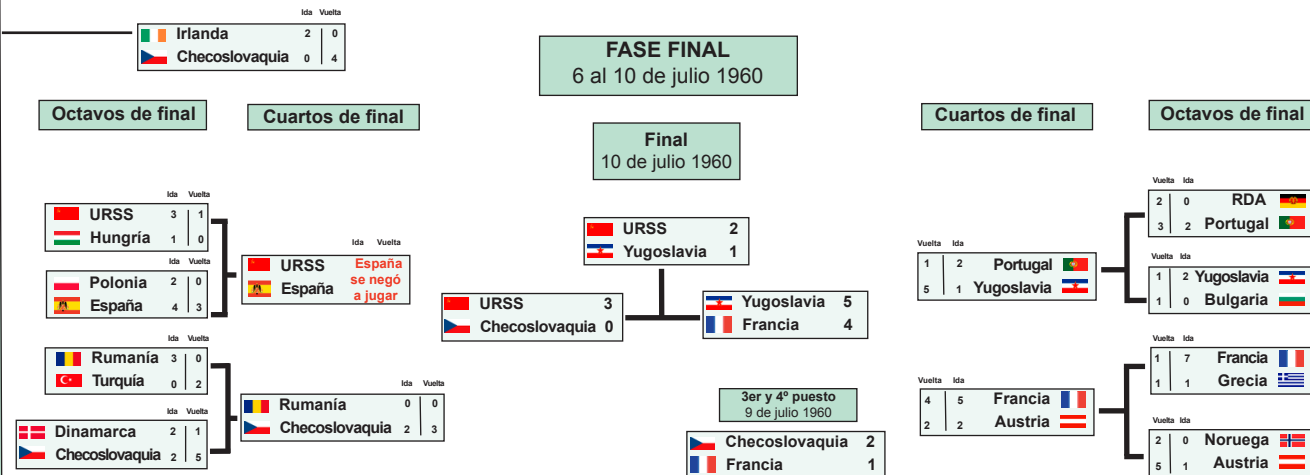 Ida Vuelta
Irlanda 2 0
Checoslovaquia 0 4
FASE FINAL
6 al 10 de julio 1960
Octavos de final
Cuartos de final
Final
10 de julio 1960
Cuartos de final
Octavos de final
Ida Vuelta
URSS 3 1
Hungría 1 0
Ida Vuelta
Polonia 2 0
España 4 3
Ida Vuelta
URSS
España
España
se negó
a jugar
Ida Vuelta
Rumanía 3 0
Turquía 0 2
Ida Vuelta
Dinamarca 2 1
Checoslovaquia 2 5
Ida Vuelta
Rumanía 0 0
Checoslovaquia 2 3
URSS 2
Yugoslavia 1
URSS 3
Checoslovaquia 0
Yugoslavia 5
Francia 4
3er y 4º puesto
9 de julio 1960
Checoslovaquia 2
Francia 1
Vuelta Ida
1 2 Portugal
5 1 Yugoslavia
Vuelta Ida
4 5 Francia
2 2 Austria
Vuelta Ida
2 0 RDA
3 2 Portugal
Vuelta Ida
1 2 Yugoslavia
1 0 Bulgaria
Vuelta Ida
1 7 Francia
1 1 Grecia
Vuelta Ida
2 0 Noruega
5 1 Austria